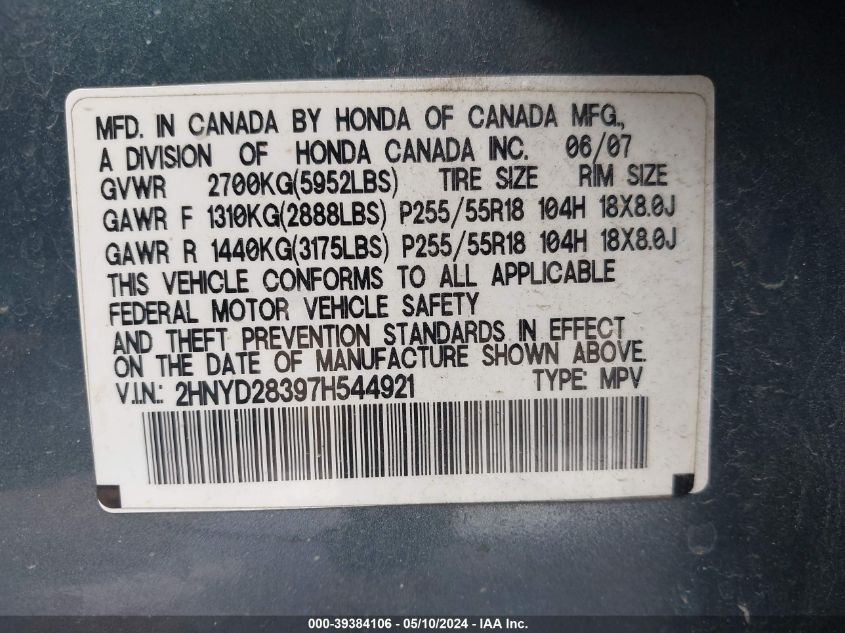 MFD. IN CANADA BY HONDA OF CANADA MFG.,
A DIVISION OF HONDA CANADA INC. 06/07
GVWR 2700KG(5952LBS) TIRE SIZE RIM SIZE
GAWR F 1310KG(2888LBS) P255/55R18 104H 18X8.0J
GAWR R 1440KG(3175LBS) P255/55R18 104H 18X8.0J
THIS VEHICLE CONFORMS TO ALL APPLICABLE
FEDERAL MOTOR VEHICLE SAFETY
AND THEFT PREVENTION STANDARDS IN EFFECT
ON THE DATE OF MANUFACTURE SHOWN ABOVE.
V.I.N.: 2HNYD28397H544921 TYPE: MPV
000-39384106 - 05/10/2024 - IAA Inc.